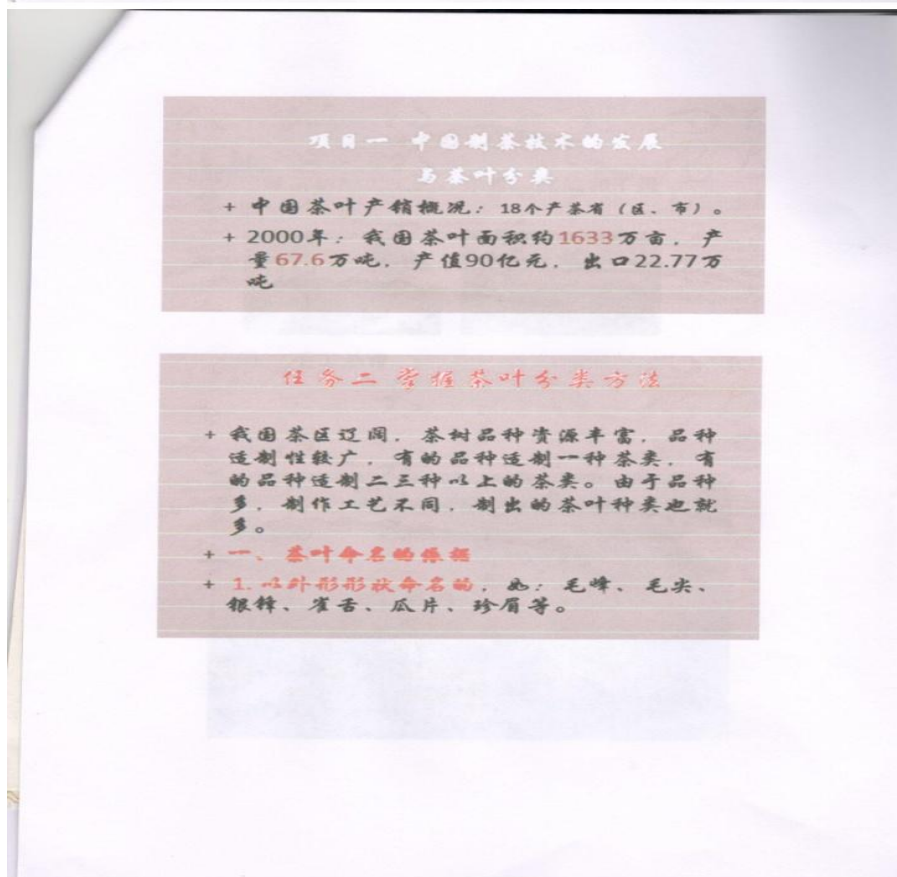 项目一 中国制茶技术的发展
与茶叶分类
+ 中国茶叶产销概况：18个产茶省（区、市）。
+ 2000年：我国茶叶面积约1633万亩，产
量67.6万吨，产值90亿元，出口22.77万
吨
任务二 掌握茶叶分类方法
+ 我国茶区辽阔，茶树品种资源丰富，品种
适制性较广，有的品种适制一种茶类，有
的品种适制二三种以上的茶类。由于品种
多，制作工艺不同，制出的茶叶种类也就
多。
+ 一、茶叶命名的依据
+ 1.以外形形状命名的，如：毛峰、毛尖、
银锋、雀舌、瓜片、珍眉等。